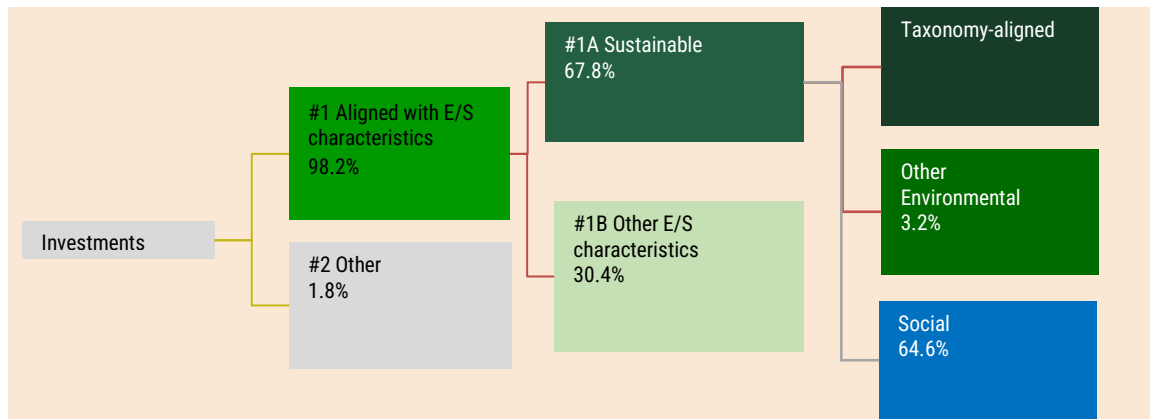 Investments
#1 Aligned with E/S
characteristics
98.2%
#2 Other
1.8%
#1A Sustainable
67.8%
#1B Other E/S
characteristics
30.4%
Taxonomy-aligned
Other
Environmental
3.2%
Social
64.6%